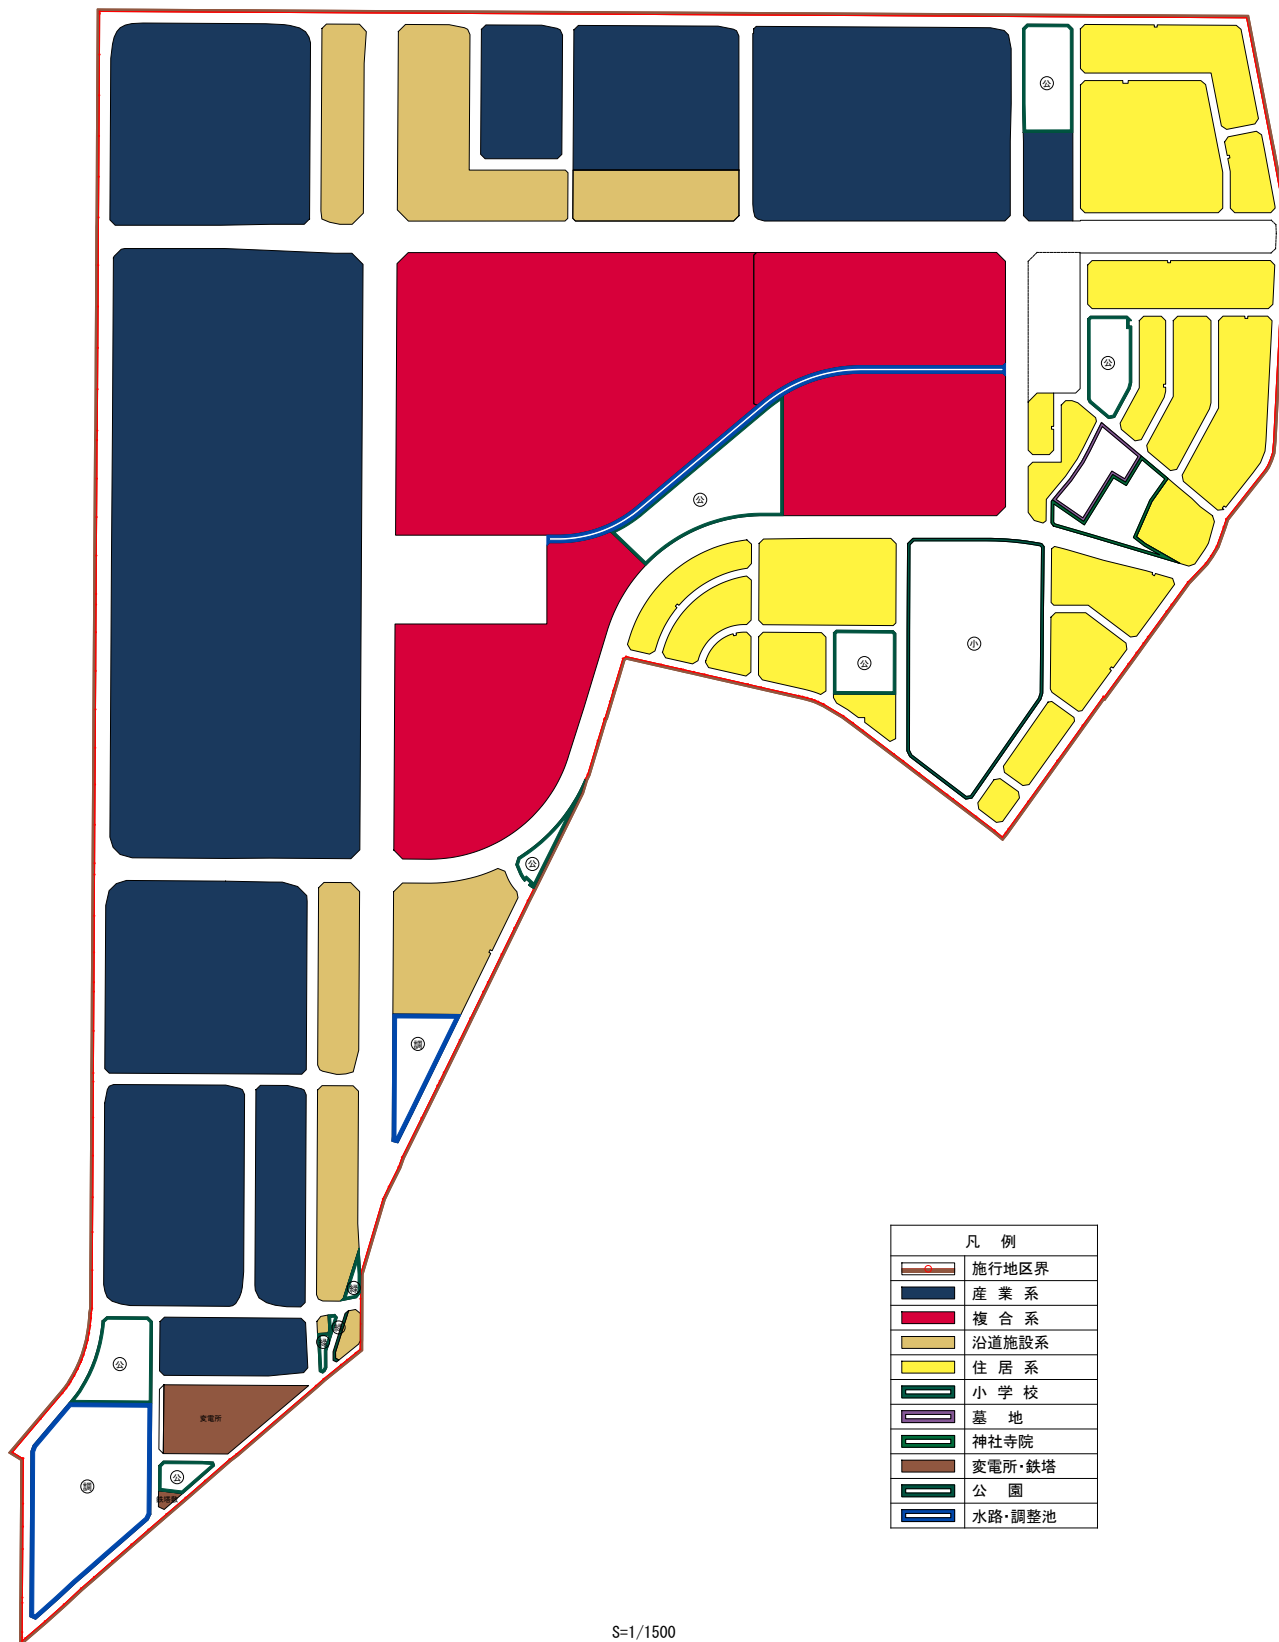 公
公
公
小
公
公
調
緑
緑
緑
公
変電所
公
調
凡 例
施行地区界
産 業 系
複 合 系
沿道施設系
住 居 系
小 学 校
墓 地
神社寺院
変電所・鉄塔
公 園
水路・調整池
S=1/1500